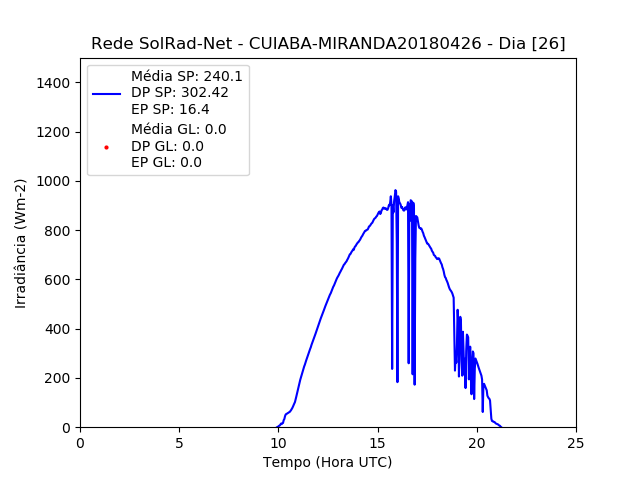 Rede SolRad-Net - CUIABA-MIRANDA20180426 - Dia [26]
Média SP: 240.1
DP SP: 302.42
EP SP: 16.4
Média GL: 0.0
DP GL: 0.0
EP GL: 0.0
Irradiância (Wm-2)
1400
1200
1000
800
600
400
200
0
0 5 10 15 20 25
Tempo (Hora UTC)